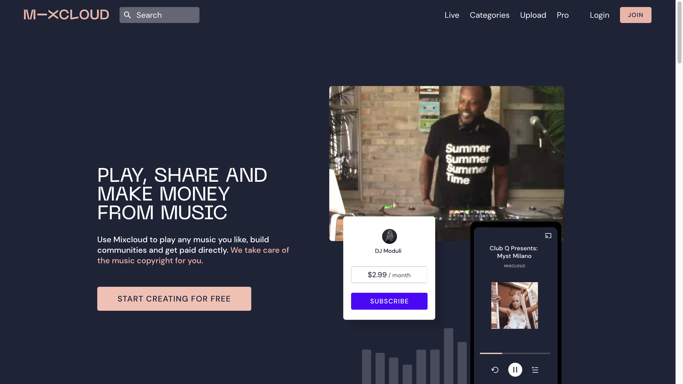 MIXCLOUD
Search
Live
Categories
Upload
Pro
Login
JOIN
PLAY, SHARE AND
MAKE MONEY
FROM MUSIC
Use Mixcloud to play any music you like, build
communities and get paid directly. We take care of
the music copyright for you.
START CREATING FOR FREE
Summer
Summer
Summer
Time
DJ Moduli
$2.99 / month
SUBSCRIBE
Club Q Presents:
Myst Milano
MIXCLOUD